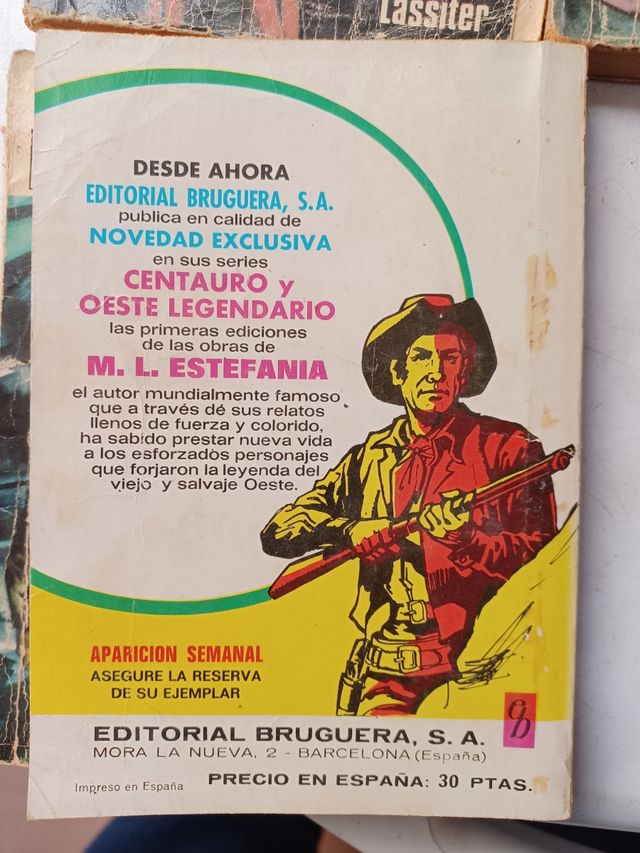 Lassiter
DESDE AHORA
EDITORIAL BRUGUERA, S.A.
publica en calidad de
NOVEDAD EXCLUSIVA
en sus series
CENTAURO y
OESTE LEGENDARIO
las primeras ediciones
de las obras de
M. L. ESTEFANIA
el autor mundialmente famoso
que a través dé sus relatos
llenos de fuerza y colorido,
ha sabido prestar nueva vida
a los esforzados personajes
que forjaron la leyenda del
viejo y salvaje Oeste.
APARICION SEMANAL
ASEGURE LA RESERVA
DE SU EJEMPLAR
eb
EDITORIAL BRUGUERA, S. A.
MORA LA NUEVA, 2 - BARCELONA (España)
Impreso en España PRECIO EN ESPAÑA: 30 PTAS.